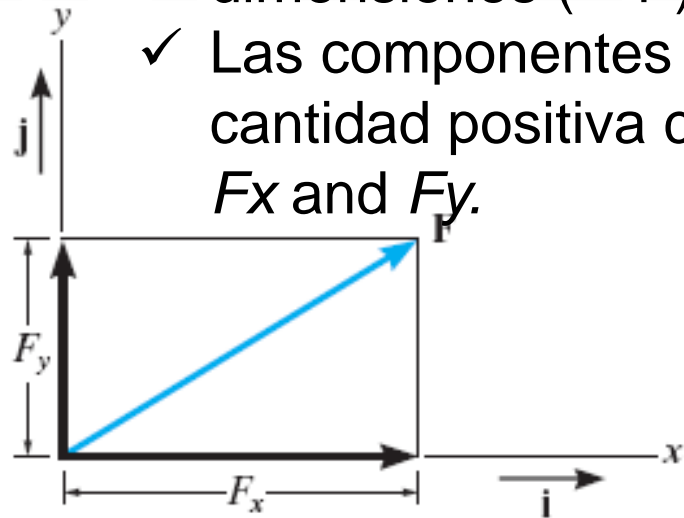 y
✓ Las componentes
cantidad positiva
Fx and Fy.
j
F
Fy
x
Fx
i